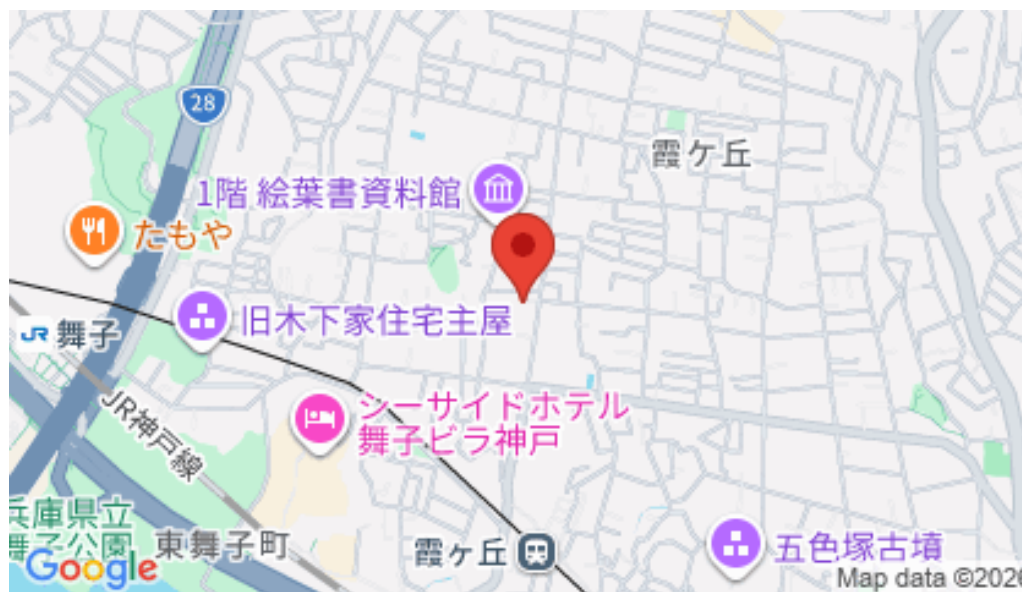 28
霞ケ丘
1階 絵葉書資料館
たもや
旧木下家住宅主屋
JR 舞子
シーサイドホテル
舞子ビラ神戸
JR神戸線
兵庫県立
舞子公園
東舞子町
霞ヶ丘
五色塚古墳
Google
Map data ©2026